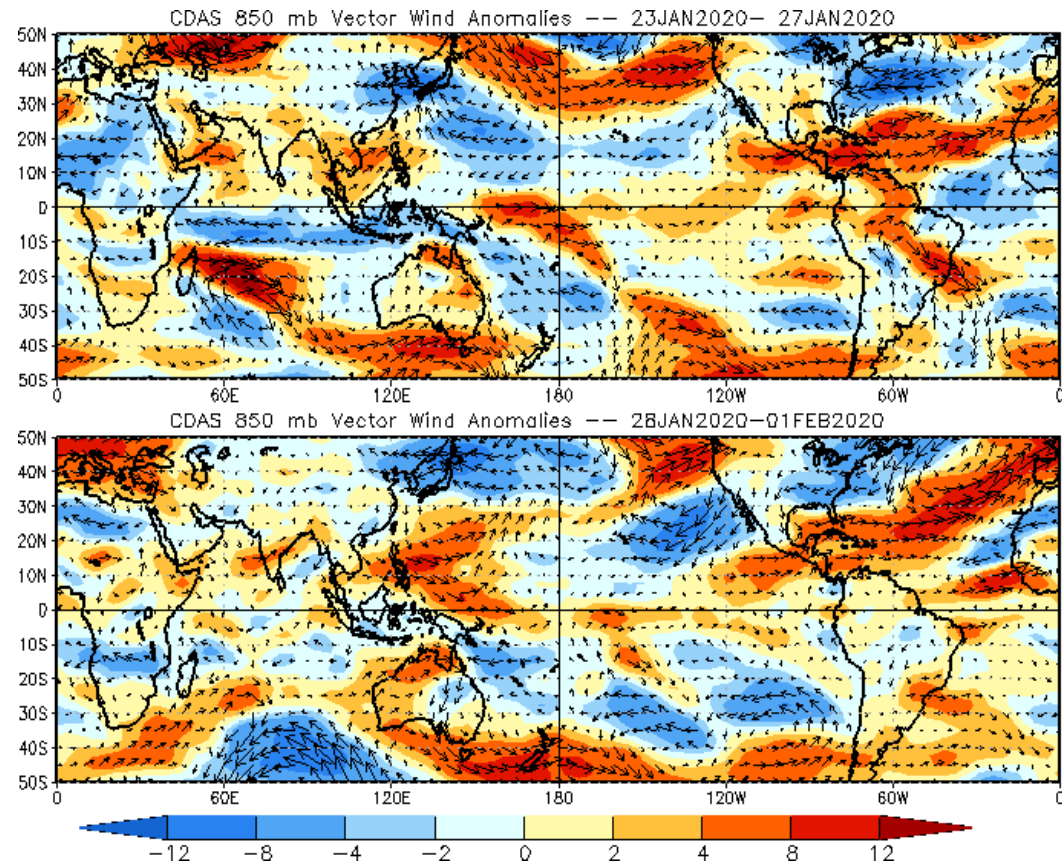 CDAS 850 mb Vector Wind Anomalies -- 23JAN2020- 27JAN2020
50N
40N
30N
20N
10N
0
10S
20S
30S
40S
50S
0 60E 120E 180 120W 60W 0
CDAS 850 mb Vector Wind Anomalies -- 28JAN2020-01FEB2020
50N
40N
30N
20N
10N
0
10S
20S
30S
40S
50S
0 60E 120E 180 120W 60W 0
-12 -8 -4 -2 0 2 4 8 12